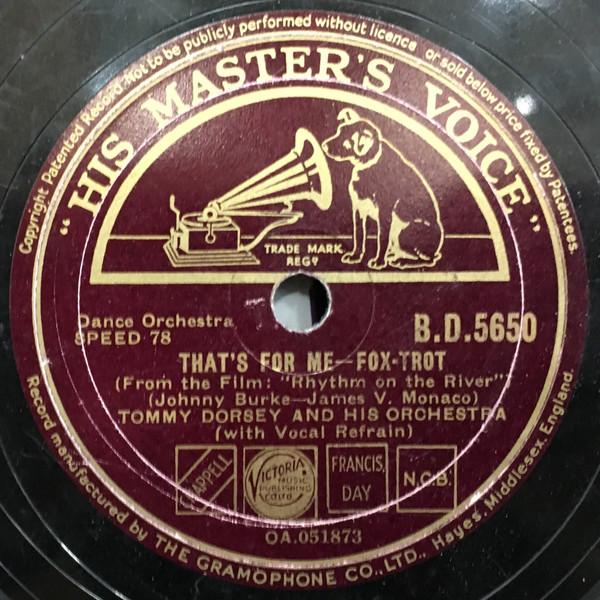 Copyright. Patented Record. Not to be publicly performed without licence or sold below price fixed by Patentees.
"HIS MASTER'S VOICE"
TRADE MARK
REGD
Dance Orchestra
SPEED 78
B.D.5650
THAT'S FOR ME—FOX-TROT
(From the Film: "Rhythm on the River")
(Johnny Burke—James V. Monaco)
TOMMY DORSEY AND HIS ORCHESTRA
(with Vocal Refrain)
CHAPPELL
VICTORIA
MUSIC
PUBLISHING
CO LTD
FRANCIS,
DAY
N.C.B.
OA.051873
Record manufactured by THE GRAMOPHONE CO., LTD., Hayes, Middlesex, England.